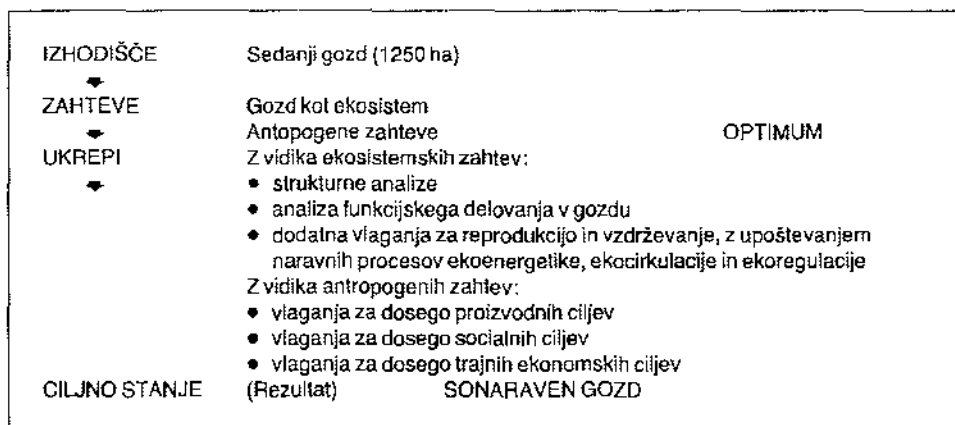 IZHODIŠČE Sedanji gozd (1250 ha)
ZAHTEVE Gozd kot ekosistem
Antopogene zahteve OPTIMUM
UKREPI Z vidika ekosistemskih zahtev:
• strukturne analize
• analiza funkcijskega delovanja v gozdu
• dodatna vlaganja za reprodukcijo in vzdrževanje, z upoštevanjem
naravnih procesov ekoenergetike, ekocirkulacije in ekoregulacije
Z vidika antropogenih zahtev:
• vlaganja za dosego proizvodnih ciljev
• vlaganja za dosego socialnih ciljev
• vlaganja za dosego trajnih ekonomskih ciljev
CILJNO STANJE (Rezultat) SONARAVEN GOZD